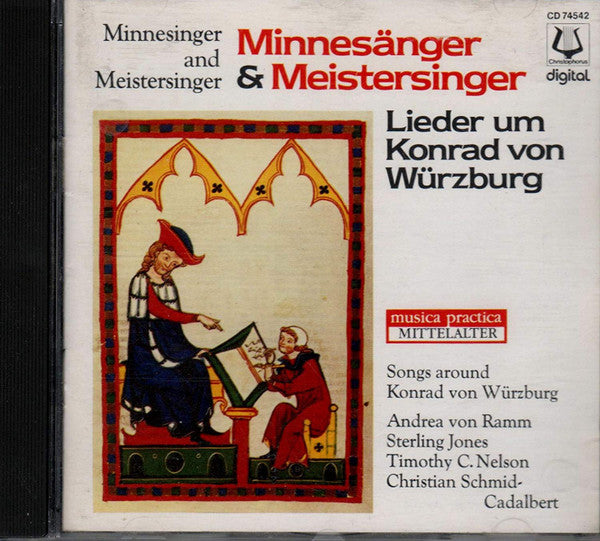 CD 74542
Christophorus
digital
Minnesinger
and
Meistersinger
Minnesänger
& Meistersinger
Lieder um
Konrad von
Würzburg
musica practica
MITTELALTER
Songs around
Konrad von Würzburg
Andrea von Ramm
Sterling Jones
Timothy C. Nelson
Christian Schmid-
Cadalbert